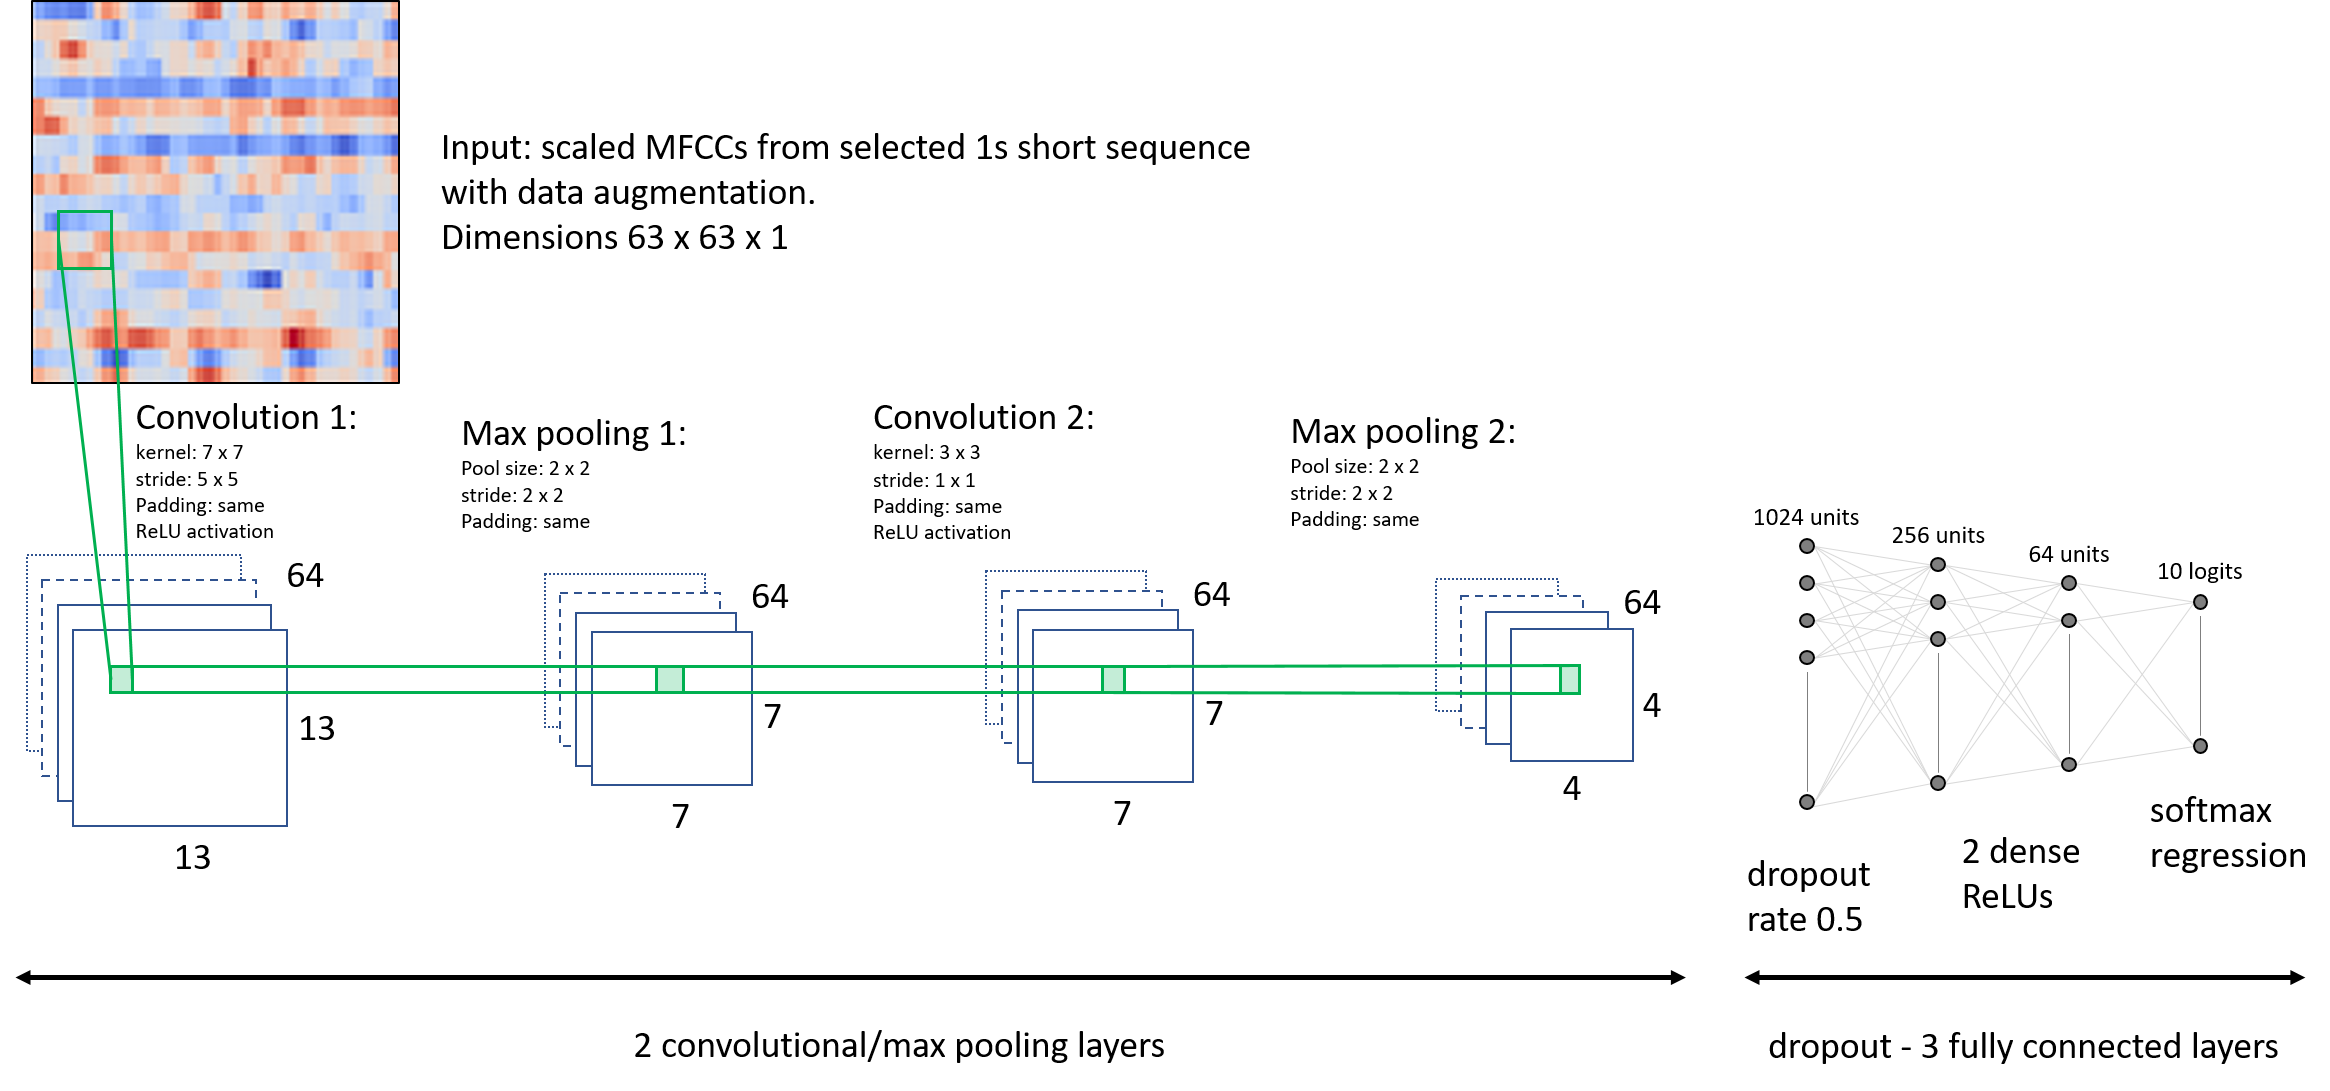 Input: scaled MFCCs from selected 1s short sequence
with data augmentation.
Dimensions 63 x 63 x 1
Convolution 1:
kernel: 7 x 7
stride: 5 x 5
Padding: same
ReLU activation
64
13
13
Max pooling 1:
Pool size: 2 x 2
stride: 2 x 2
Padding: same
64
7
7
Convolution 2:
kernel: 3 x 3
stride: 1 x 1
Padding: same
ReLU activation
64
7
7
Max pooling 2:
Pool size: 2 x 2
stride: 2 x 2
Padding: same
64
4
4
1024 units
256 units
64 units
10 logits
dropout
rate 0.5
2 dense
ReLUs
softmax
regression
2 convolutional/max pooling layers
dropout - 3 fully connected layers